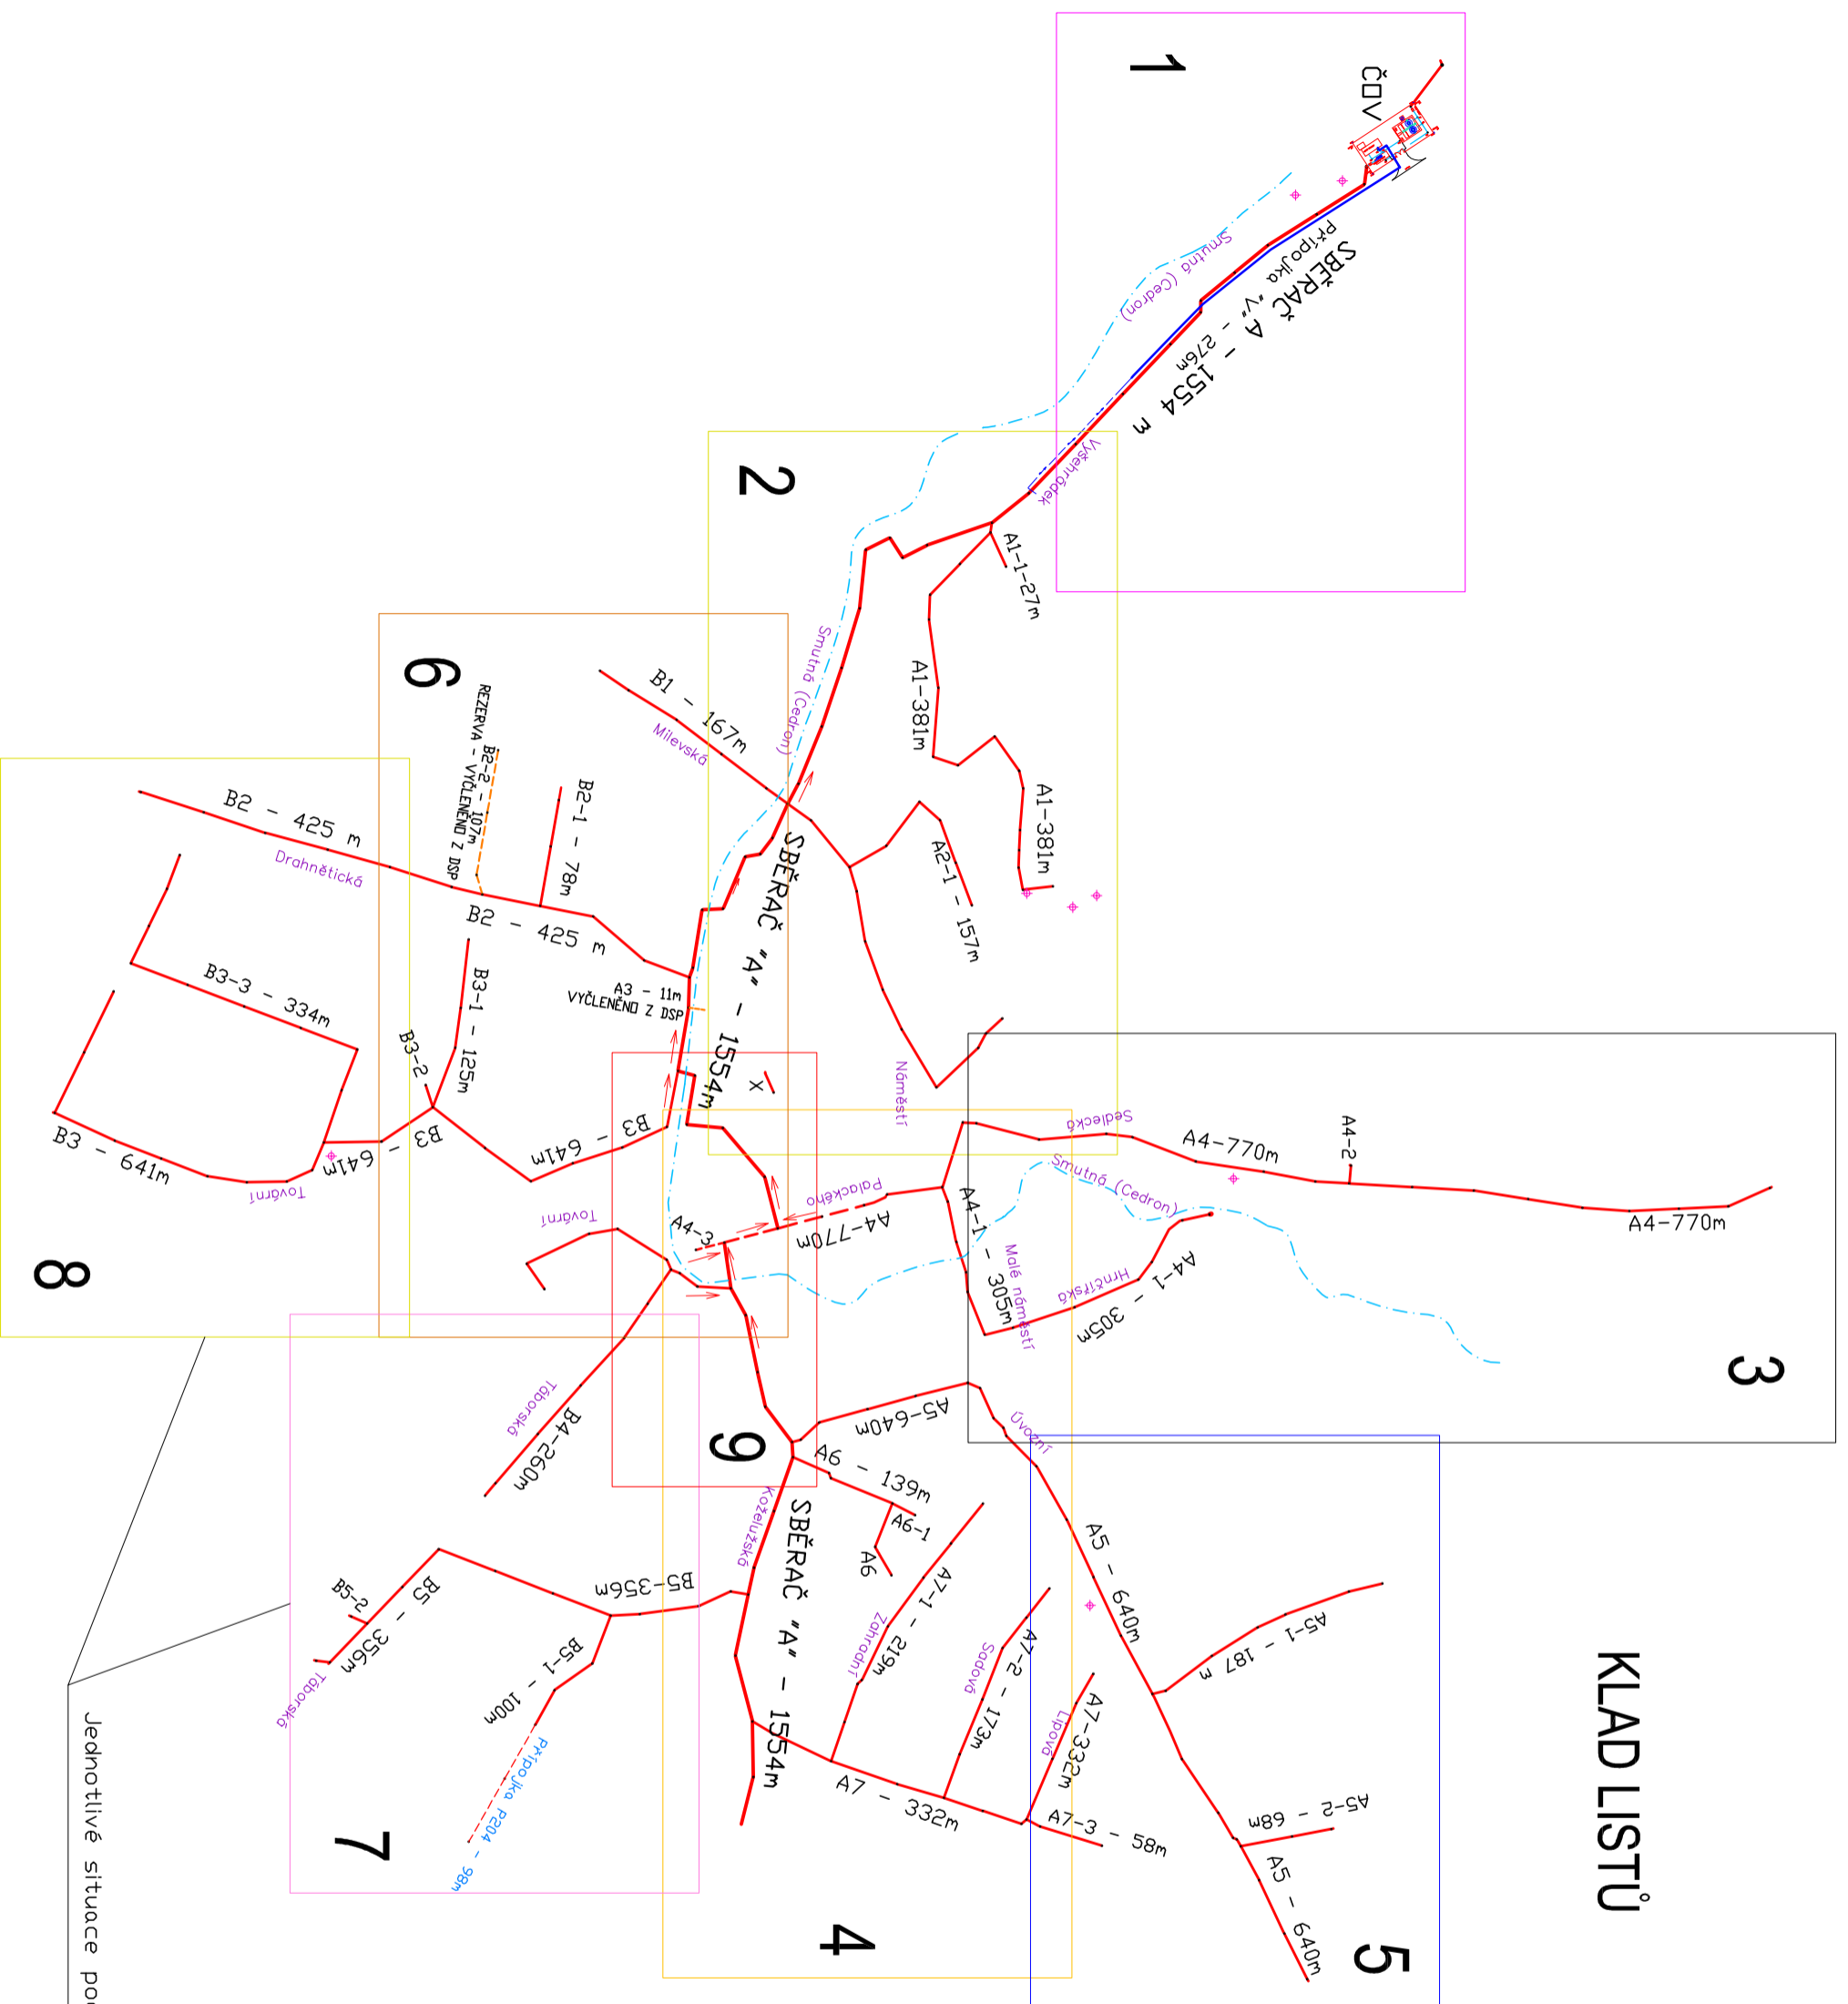 KLAD LISTŮ
1
ČOV
SBĚRAČ A - 1554 m
Přípojka "V" - 276m
Smutná (Cedron)
Vyšehrádek
2
A1-1-27m
A1-381m
A1-381m
A2-1 - 157m
Smutná (Cedron)
B1 - 167m
Milevská
SBĚRAČ "A" - 1554m
Náměstí
6
REZERVA - VYČLENĚNO Z DSP
B2-2 - 107m
B2-1 - 78m
B2 - 425 m
Drahnětická
B2 - 425 m
A3 - 11m
VYČLENĚNO Z DSP
B3-1 - 125m
B3-2
B3-3 - 334m
B3 - 641m
B3 - 641m
B3 - 641m
Tovární
8
X
3
Sedlecká
A4-770m
A4-2
A4-770m
Smutná (Cedron)
A4-1 - 305m
Malé náměstí
Hrnčířská
A4-1 - 305m
Palackého
A4-770m
A4-3
Tovární
9
Táborská
B4-260m
A5-640m
Úvozní
A6 - 139m
A6-1
A6
Koželužská
SBĚRAČ "A" - 1554m
A7-1 - 219m
Zahradní
A7-2 - 173m
Sadová
A7-332m
Lipová
A7 - 332m
A7-3 - 58m
4
A5 - 640m
A5-1 - 187 m
A5-2 - 68m
A5 - 640m
5
B5-356m
B5 - 356m
B5-2
Táborská
B5-1 - 100m
Přípojka P204 - 98m
7
Jednotlivé situace